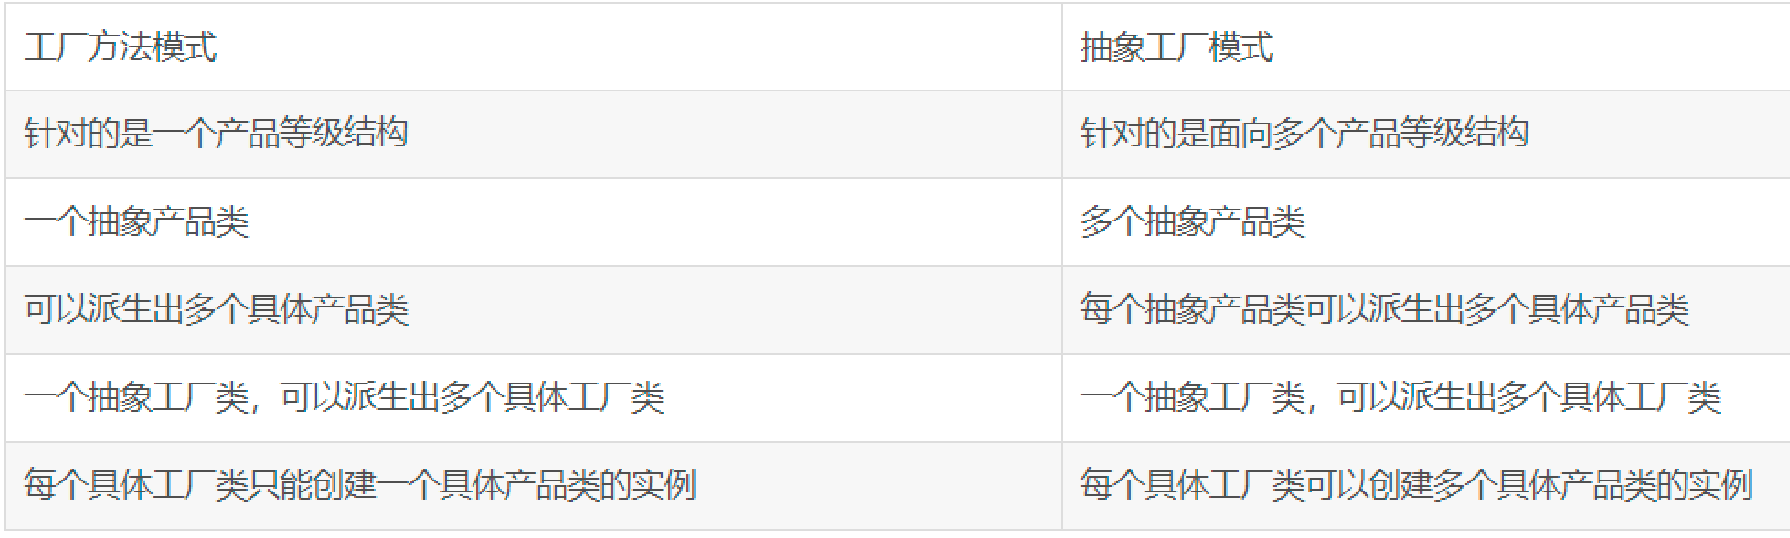 工厂方法模式
抽象工厂模式
针对的是一个产品等级结构
针对的是面向多个产品等级结构
一个抽象产品类
多个抽象产品类
可以派生出多个具体产品类
每个抽象产品类可以派生出多个具体产品类
一个抽象工厂类，可以派生出多个具体工厂类
一个抽象工厂类，可以派生出多个具体工厂类
每个具体工厂类只能创建一个具体产品类的实例
每个具体工厂类可以创建多个具体产品类的实例